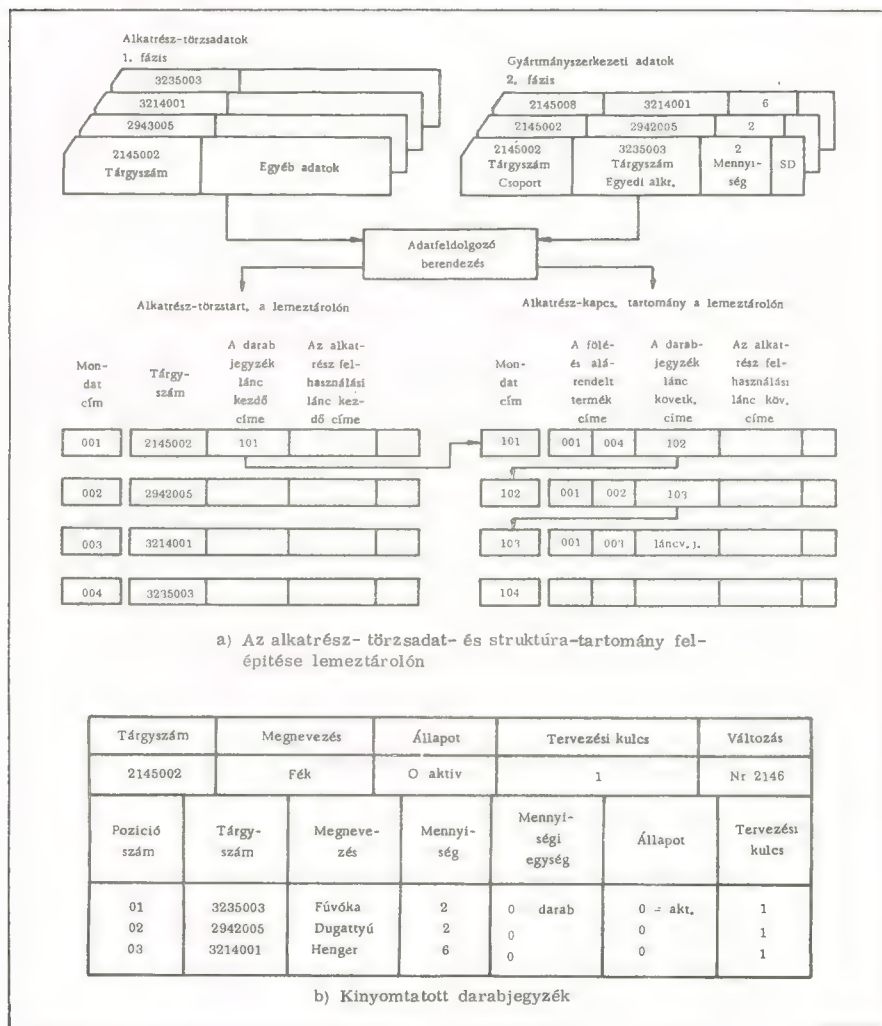 Alkatrész-törzsadatok
1. fázis
3235003
3214001
2943005
2145002
Tárgyszám
Egyéb adatok
Gyártmányszerkezeti adatok
2. fázis
2145008 3214001 6
2145002 2942005 2
2145002 3235003 2
Tárgyszám Tárgyszám Mennyi- SD
Csoport Egyedi alkr. ség
Adatfeldolgozó
berendezés
Alkatrész-törzstart. a lemeztárolón
Mon-
dat
cím
Tárgy-
szám
A darab
jegyzék
lánc
kezdő
címe
Az alkat-
rész fel-
használási
lánc kez-
dő címe
001 2145002 101
002 2942005
003 3214001
004 3235003
Alkatrész-kapcs. tartomány a lemeztárolón
Mon-
dat
cím
A fölé-
és alá-
rendelt
termék
címe
A darab-
jegyzék
lánc
követk.
címe
Az alkat-
rész fel-
használási
lánc köv.
címe
101 001 004 102
102 001 002 103
103 001 003 láncv. j.
104
a) Az alkatrész- törzsadat- és struktúra-tartomány fel-
építése lemeztárolón
Tárgyszám Megnevezés Állapot Tervezési kulcs Változás
2145002 Fék O aktiv 1 Nr 2146
Pozició
szám
Tárgy-
szám
Megneve-
zés
Mennyi-
ség
Mennyi-
ségi
egység
Állapot
Tervezési
kulcs
01 3235003 Fúvóka 2 0 darab 0 = akt. 1
02 2942005 Dugattyú 2 0 0 1
03 3214001 Henger 6 0 0 1
b) Kinyomtatott darabjegyzék